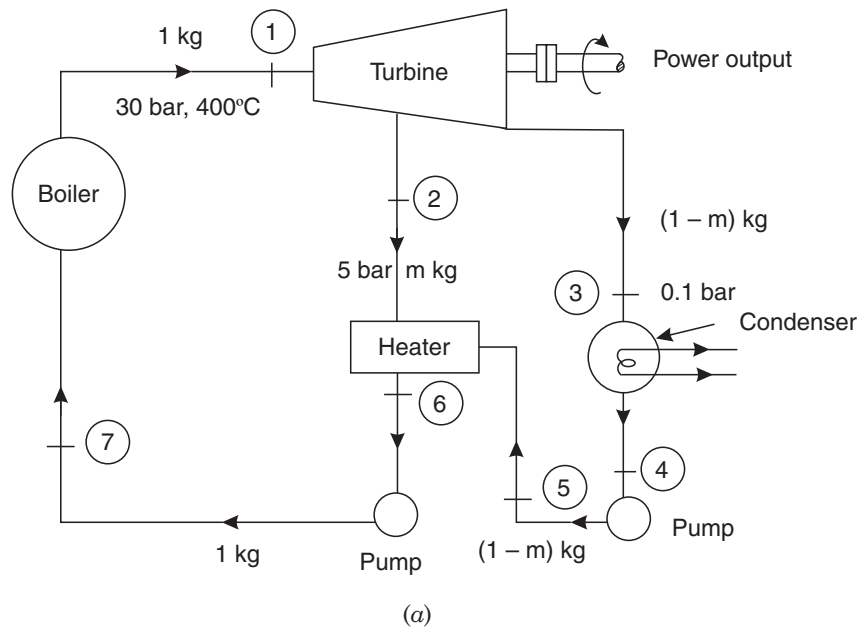 1 kg
1
Turbine
Power output
30 bar, 400ºC
Boiler
2
(1 – m) kg
5 bar m kg
3
0.1 bar
Condenser
Heater
6
7
4
5
Pump
1 kg
Pump
(1 – m) kg
(a)